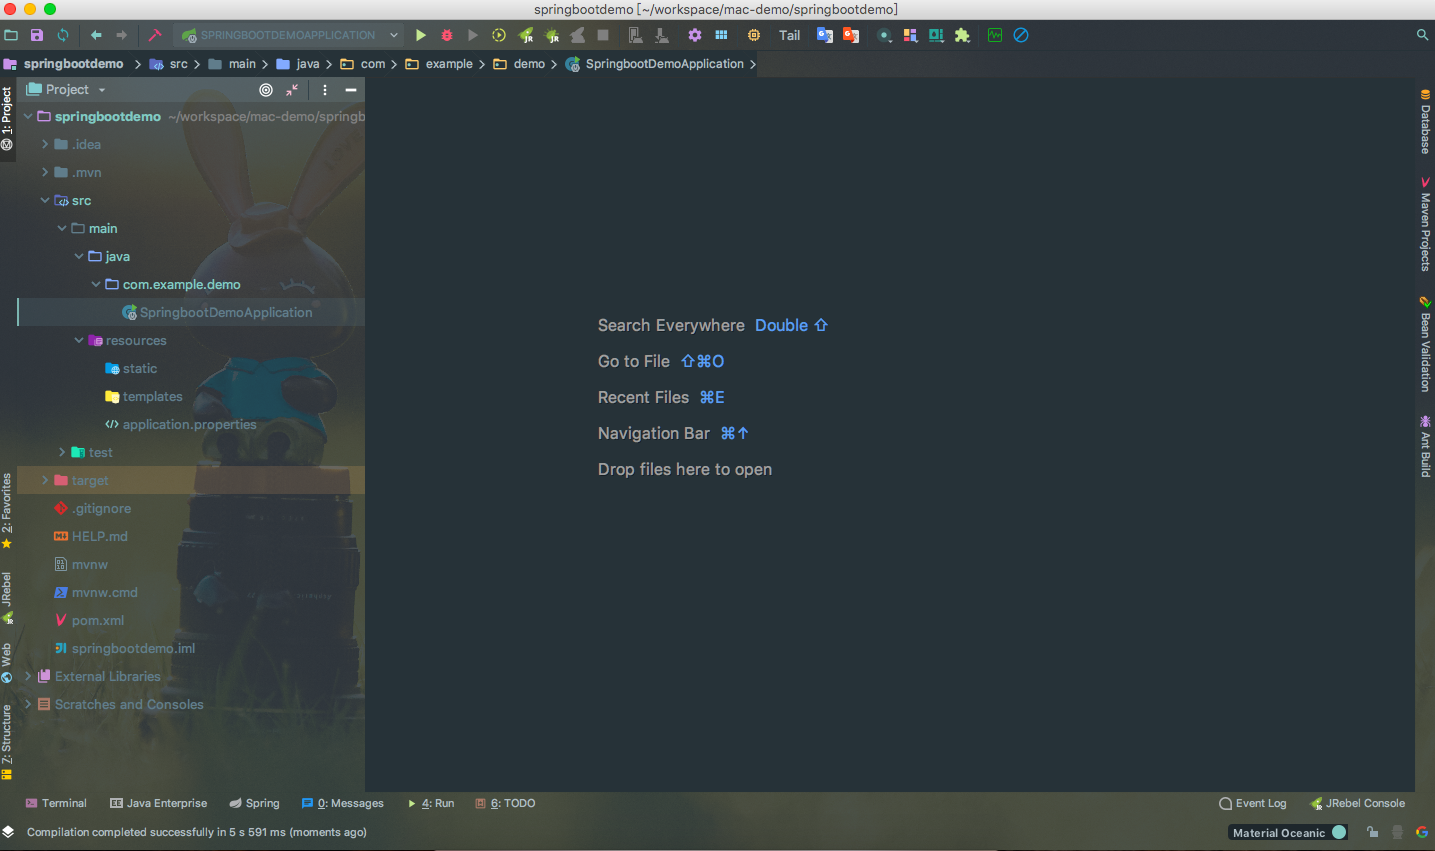 springbootdemo [~/workspace/mac-demo/springbootdemo]
SPRINGBOOTDEMOAPPLICATION
Tail
springbootdemo
src
main
java
com
example
demo
SpringbootDemoApplication
1: Project
2: Favorites
JRebel
Web
7: Structure
Project
springbootdemo ~/workspace/mac-demo/springb
.idea
.mvn
src
main
java
com.example.demo
SpringbootDemoApplication
resources
static
templates
application.properties
test
target
.gitignore
HELP.md
mvnw
mvnw.cmd
pom.xml
springbootdemo.iml
External Libraries
Scratches and Consoles
Search Everywhere Double ⇧
Go to File ⇧⌘O
Recent Files ⌘E
Navigation Bar ⌘↑
Drop files here to open
Database
Maven Projects
Bean Validation
Ant Build
Terminal
Java Enterprise
Spring
0: Messages
4: Run
6: TODO
Event Log
JRebel Console
Compilation completed successfully in 5 s 591 ms (moments ago)
Material Oceanic